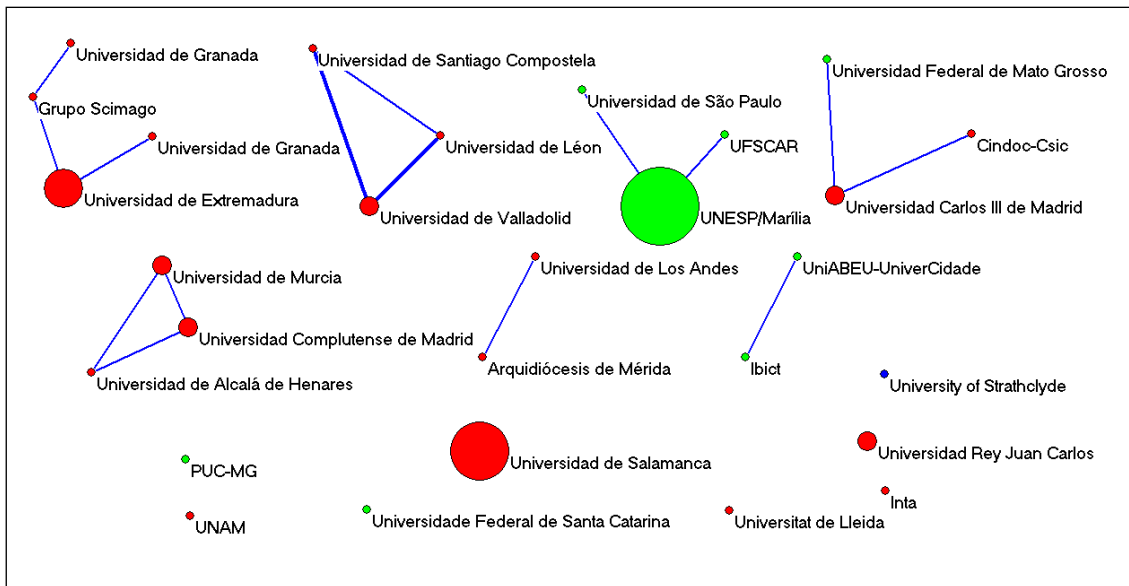 Universidad de Granada
Universidad de Santiago Compostela
Universidad Federal de Mato Grosso
Universidad de São Paulo
Grupo Scimago
Universidad de Granada
Universidad de Léon
UFSCAR
Cindoc-Csic
Universidad de Extremadura
Universidad de Valladolid
UNESP/Marília
Universidad Carlos III de Madrid
Universidad de Murcia
Universidad de Los Andes
UniABEU-UniverCidade
Universidad Complutense de Madrid
Universidad de Alcalá de Henares
Arquidiócesis de Mérida
Ibict
University of Strathclyde
PUC-MG
Universidad de Salamanca
Universidad Rey Juan Carlos
UNAM
Universidade Federal de Santa Catarina
Universitat de Lleida
Inta